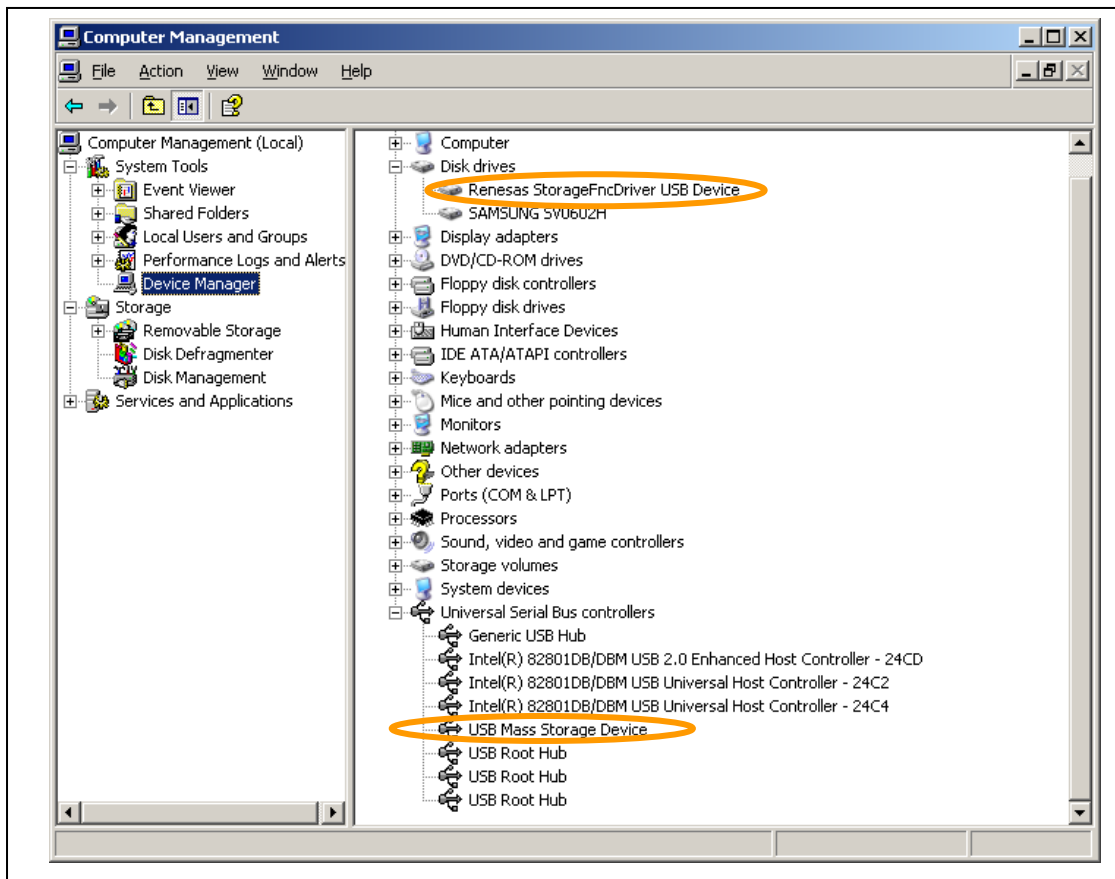 Computer Management
File Action View Window Help
Computer Management (Local)
System Tools
Event Viewer
Shared Folders
Local Users and Groups
Performance Logs and Alerts
Device Manager
Storage
Removable Storage
Disk Defragmenter
Disk Management
Services and Applications
Computer
Disk drives
Renesas StorageFncDriver USB Device
SAMSUNG SV0602H
Display adapters
DVD/CD-ROM drives
Floppy disk controllers
Floppy disk drives
Human Interface Devices
IDE ATA/ATAPI controllers
Keyboards
Mice and other pointing devices
Monitors
Network adapters
Other devices
Ports (COM & LPT)
Processors
Sound, video and game controllers
Storage volumes
System devices
Universal Serial Bus controllers
Generic USB Hub
Intel(R) 82801DB/DBM USB 2.0 Enhanced Host Controller - 24CD
Intel(R) 82801DB/DBM USB Universal Host Controller - 24C2
Intel(R) 82801DB/DBM USB Universal Host Controller - 24C4
USB Mass Storage Device
USB Root Hub
USB Root Hub
USB Root Hub